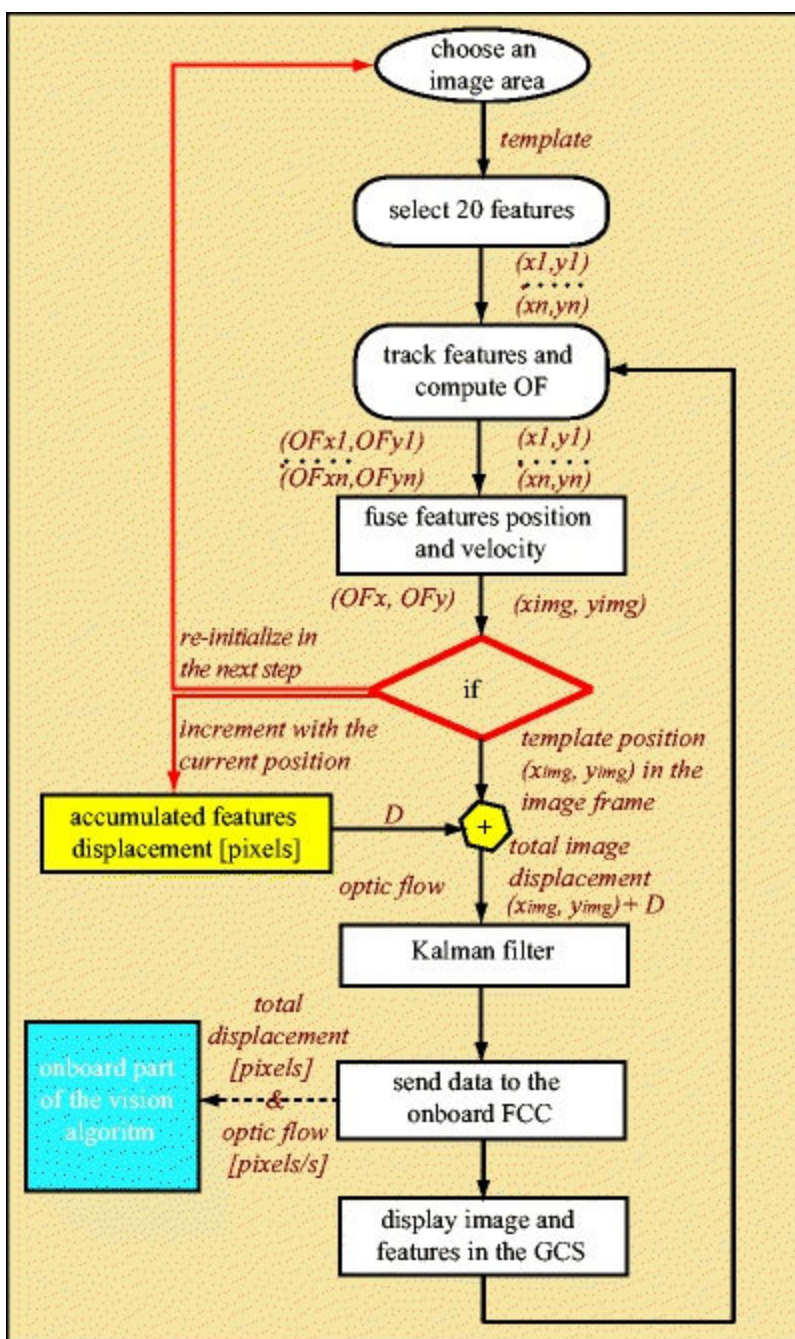 choose an
image area
template
select 20 features
(x1,y1)
(xn,yn)
track features and
compute OF
(OFx1,OFy1)
(x1,y1)
(OFxn,OFyn)
(xn,yn)
fuse features position
and velocity
(OFx, OFy)
(ximg, yimg)
re-initialize in
the next step
if
increment with the
current position
template position
(ximg, yimg) in the
image frame
accumulated features
displacement [pixels]
D
+
optic flow
total image
displacement
(ximg, yimg)+ D
Kalman filter
total
displacement
[pixels]
&
optic flow
[pixels/s]
onboard part
of the vision
algoritm
send data to the
onboard FCC
display image and
features in the GCS